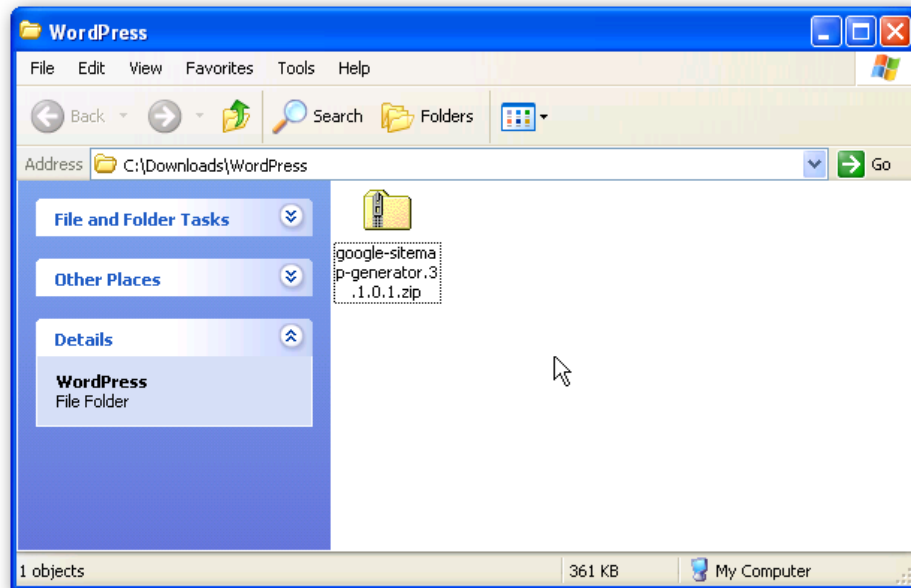 WordPress
File Edit View Favorites Tools Help
Back Search Folders
Address C:\Downloads\WordPress Go
File and Folder Tasks
Other Places
Details
WordPress
File Folder
google-sitema
p-generator.3
.1.0.1.zip
1 objects 361 KB My Computer